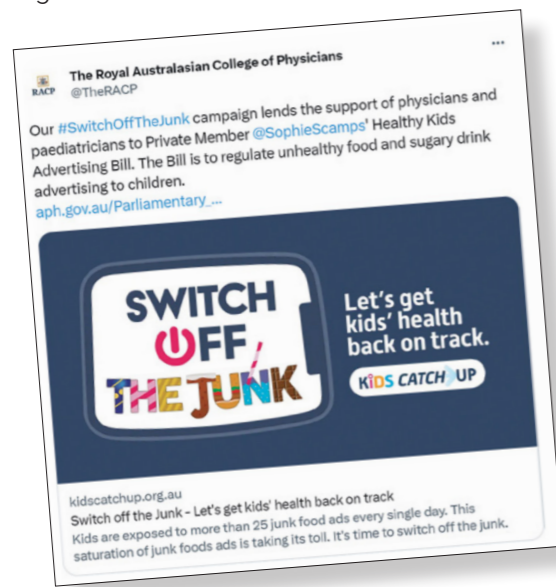 The Royal Australasian College of Physicians
RACP
@TheRACP
Our #SwitchOffTheJunk campaign lends the support of physicians and
paediatricians to Private Member @SophieScamps' Healthy Kids
Advertising Bill. The Bill is to regulate unhealthy food and sugary drink
advertising to children.
aph.gov.au/Parliamentary_...
SWITCH
OFF
THE JUNK
Let's get
kids' health
back on track.
KiDS CATCH UP
kidscatchup.org.au
Switch off the Junk - Let's get kids' health back on track
Kids are exposed to more than 25 junk food ads every single day. This
saturation of junk foods ads is taking its toll. It's time to switch off the junk.